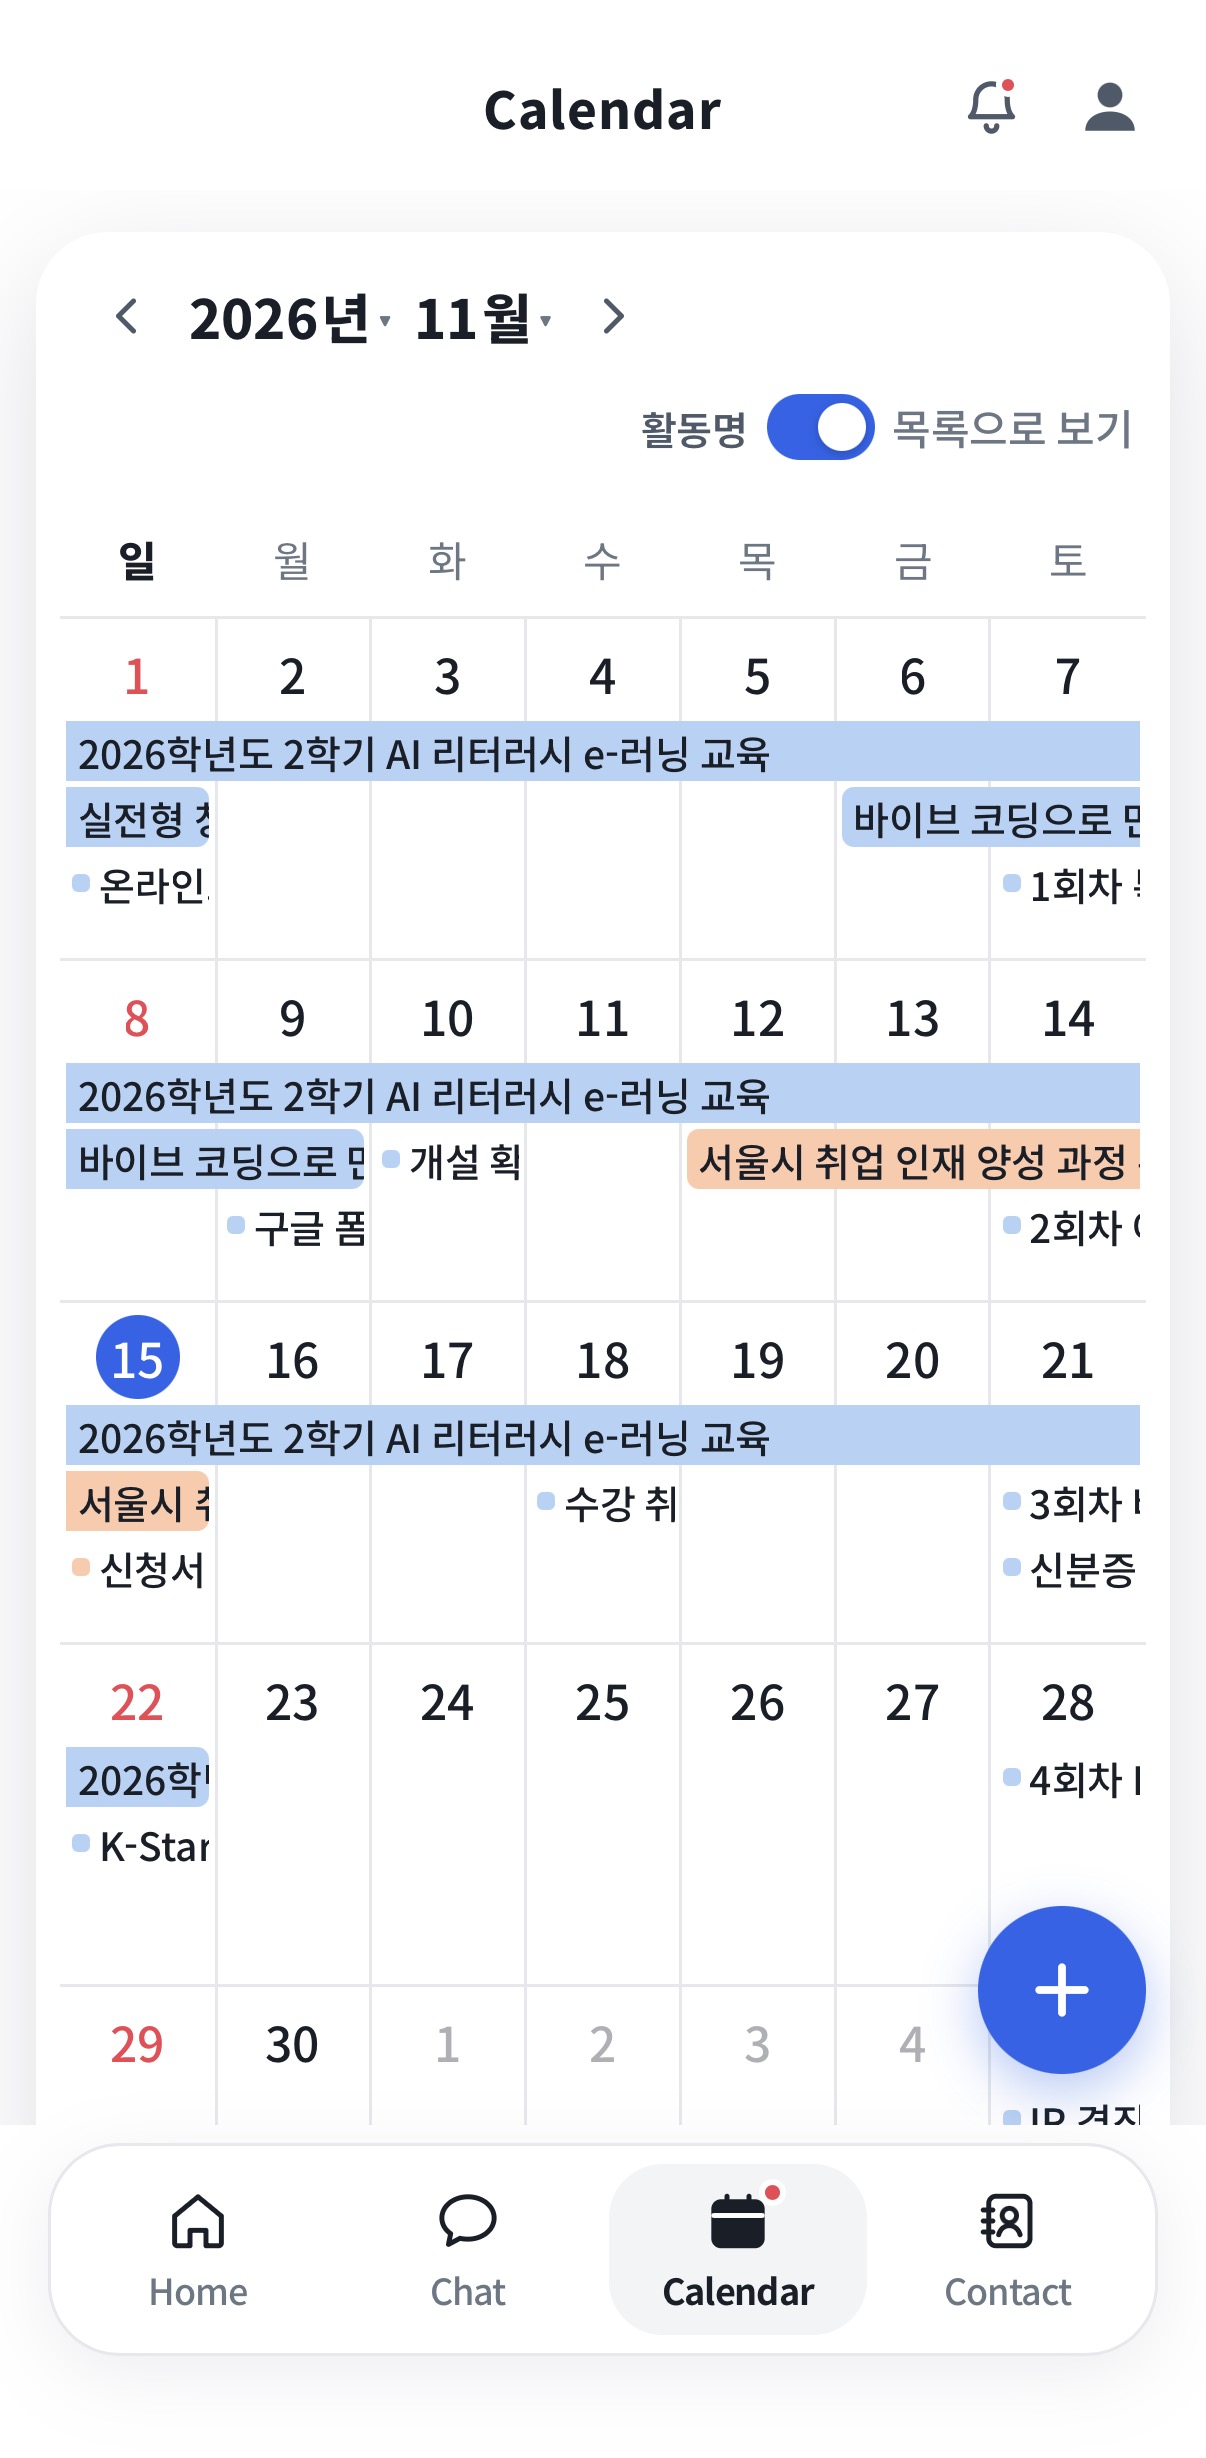 Calendar
2026년 11월
활동명 목록으로 보기
일 월 화 수 목 금 토
1 2 3 4 5 6 7
2026학년도 2학기 AI 리터러시 e-러닝 교육
실전형 바이브 코딩으로
온라인 1회차
8 9 10 11 12 13 14
2026학년도 2학기 AI 리터러시 e-러닝 교육
바이브 코딩으로 개설 확 서울시 취업 인재 양성 과정
구글 폼 2회차
15 16 17 18 19 20 21
2026학년도 2학기 AI 리터러시 e-러닝 교육
서울시 수강 취 3회차
신청서 신분증
22 23 24 25 26 27 28
2026학 4회차
K-Star
29 30 1 2 3 4
Home Chat Calendar Contact